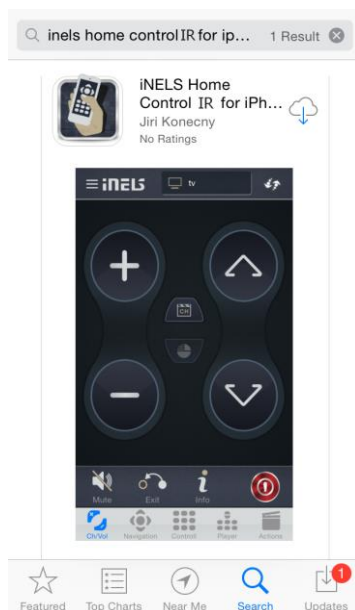 inels home control IR for ip... 1 Result
iNELS Home
Control IR for iPh...
Jiri Konecny
No Ratings
iNELS tv
CH
Mute Exit Info
Ch/Vol Navigation Controll Player Actions
1
Featured Top Charts Near Me Search Updates